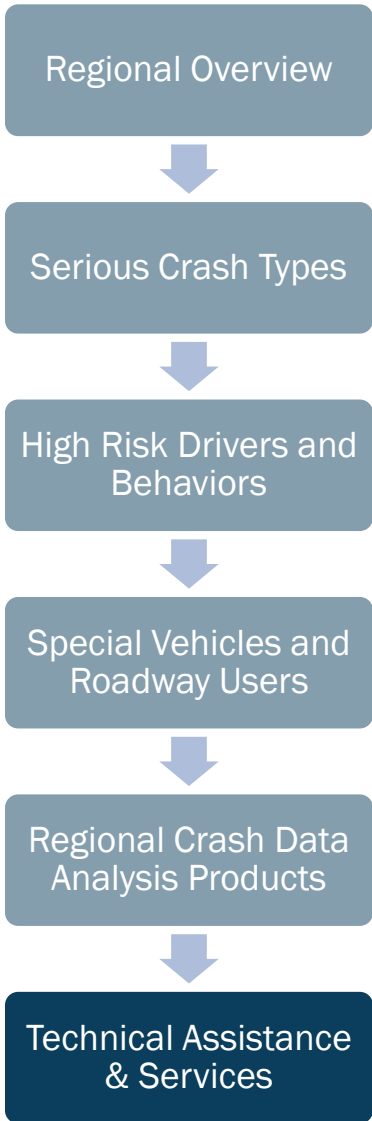 Regional Overview
Serious Crash Types
High Risk Drivers and
Behaviors
Special Vehicles and
Roadway Users
Regional Crash Data
Analysis Products
Technical Assistance
& Services